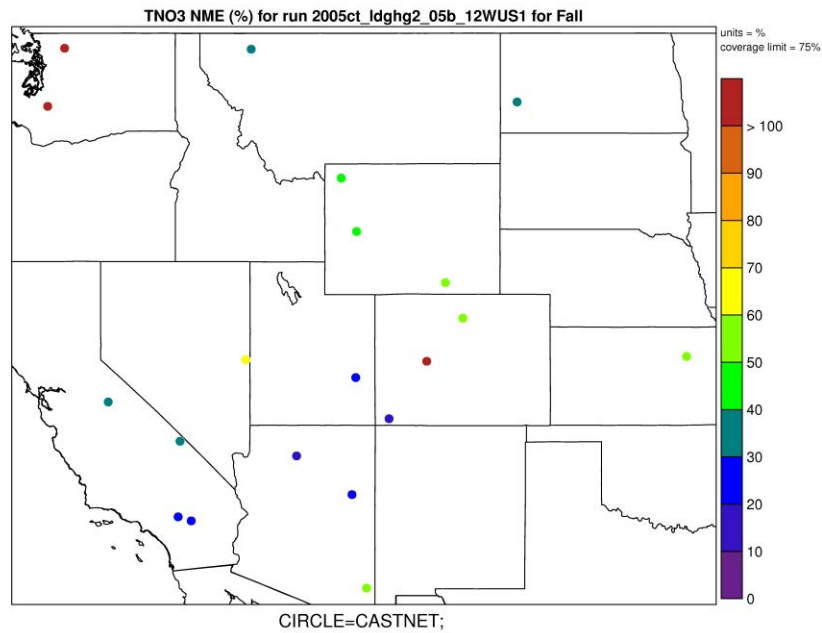 TNO3 NME (%) for run 2005ct_ldghg2_05b_12WUS1 for Fall
units = %
coverage limit = 75%
> 100
90
80
70
60
50
40
30
20
10
0
CIRCLE=CASTNET;